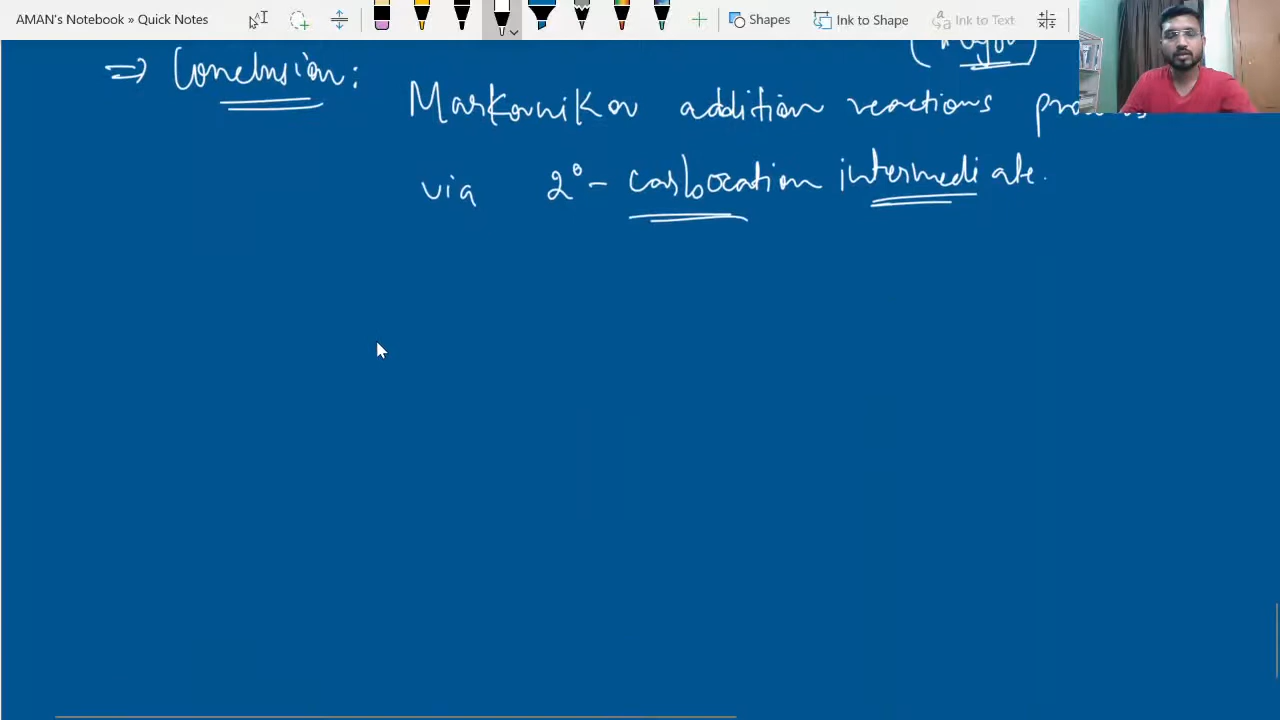 AMAN's Notebook » Quick Notes
Shapes
Ink to Shape
Ink to Text
(major)
⇒ Conclusion:
Markovnikov addition reactions
via 2°- carbocation intermediate.